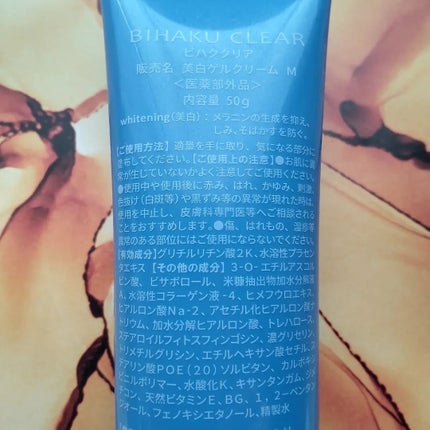 BIHAKU CLEAR
ビハククリア
販売名 美白ゲルクリーム M
<医薬部外品>
内容量 50g
whitening(美白): メラニンの生成を抑え、
しみ、そばかすを防ぐ。
【ご使用方法】適量を手に取り、気になる部分に
塗布してください。【ご使用上の注意】●お肌に異
常が生じていないかよく注意してご使用ください。
●使用中や使用後に赤み、はれ、かゆみ、刺激、
色抜け(白斑等)や黒ずみ等の異常が現れた時は、
使用を中止し、皮膚科専門医等へご相談される
ことをおすすめします。●傷、はれもの、湿疹等
異常のある部位にはご使用にならないでください。
【有効成分】グリチルリチン酸2K、水溶性プラセン
タエキス【その他の成分】3-O-エチルアスコル
ビン酸、ビサボロール、米糠抽出物加水分解液
A、水溶性コラーゲン液-4、ヒメフウロエキス、
ヒアルロン酸Na-2、アセチル化ヒアルロン酸ナ
トリウム、加水分解ヒアルロン酸、トレハロース、
ステアロイルフィトスフィンゴシン、濃グリセリン、
トリメチルグリシン、エチルヘキサン酸セチル、
アリン酸POE(20)ソルビタン、カルボキシ
ビニルポリマー、水酸化K、キサンタンガム、
コン、天然ビタミンE、BG、1,2-ペンタン
オール、フェノキシエタノール、精製水